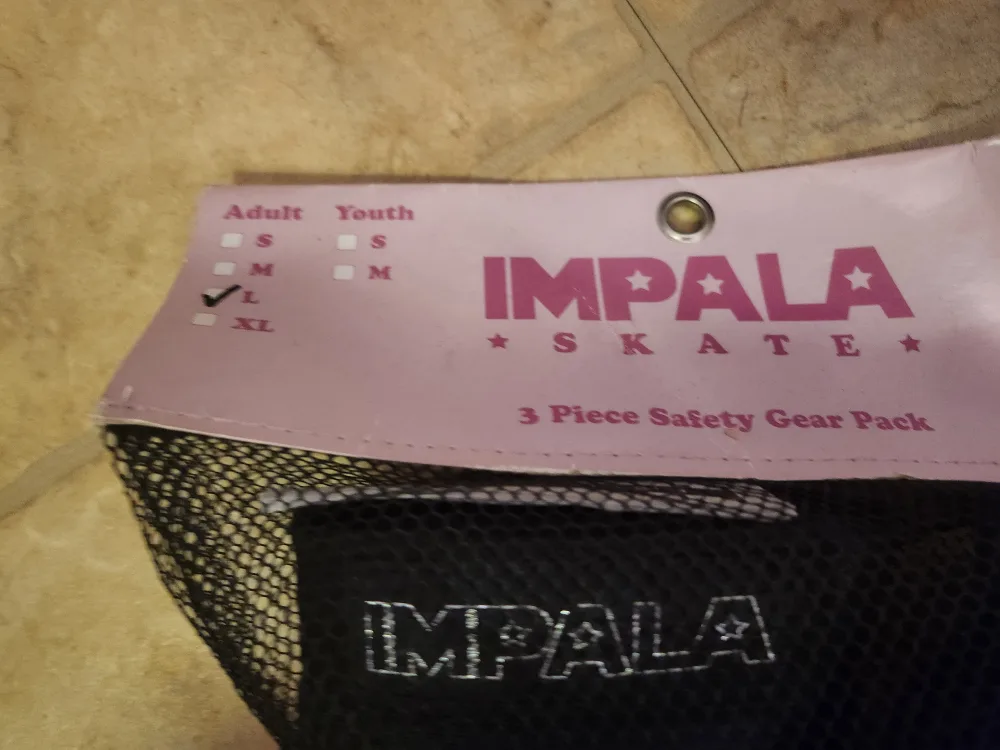 Adult Youth
S S
M M
L
XL
IMPALA
SKATE
3 Piece Safety Gear Pack
IMPALA